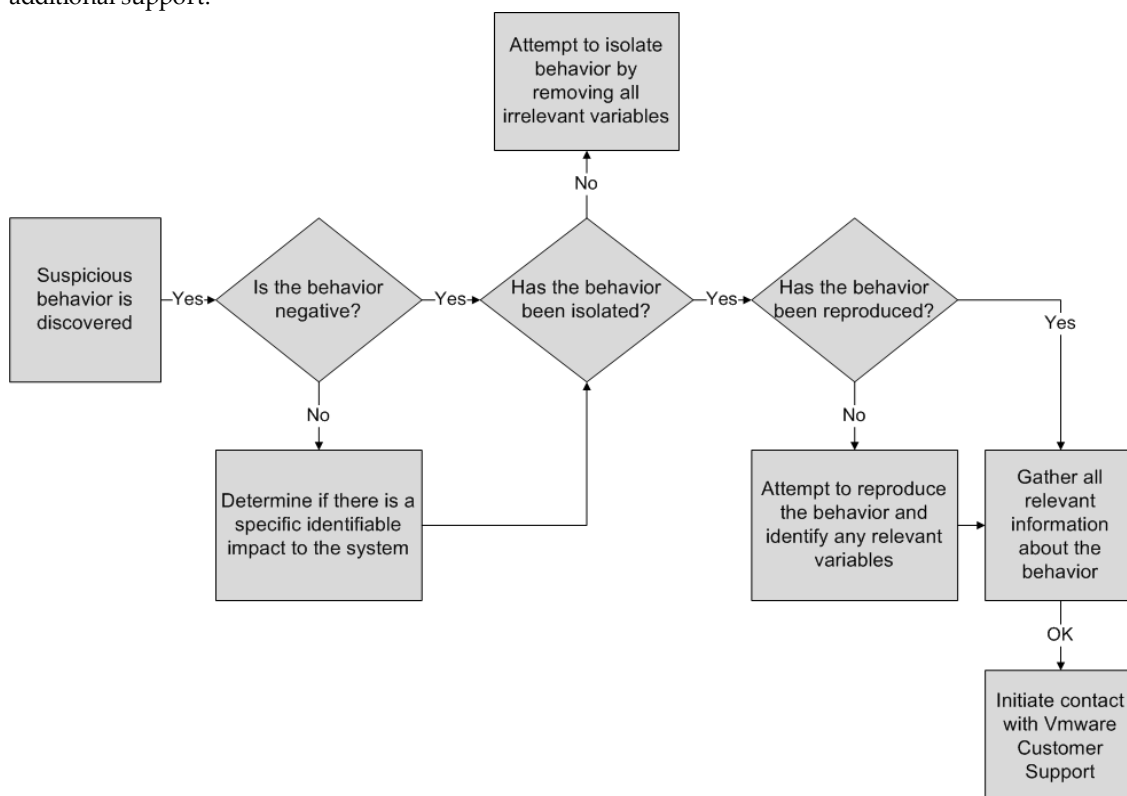 additional support.
Attempt to isolate
behavior by
removing all
irrelevant variables
No
Suspicious
behavior is
discovered
Yes
Is the behavior
negative?
Yes
Has the behavior
been isolated?
Yes
Has the behavior
been reproduced?
Yes
No
No
Determine if there is a
specific identifiable
impact to the system
Attempt to reproduce
the behavior and
identify any relevant
variables
Gather all
relevant
information
about the
behavior
OK
Initiate contact
with Vmware
Customer
Support